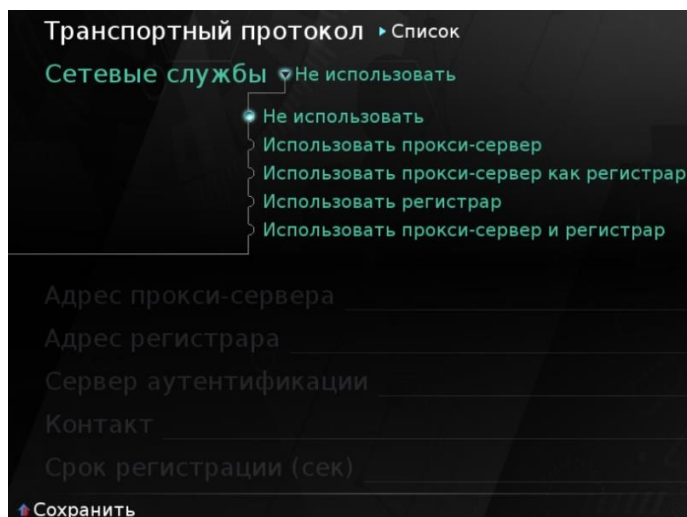 Транспортный протокол Список
Сетевые службы Не использовать
Не использовать
Использовать прокси-сервер
Использовать прокси-сервер как регистрар
Использовать регистрар
Использовать прокси-сервер и регистрар
Адрес прокси-сервера
Адрес регистрара
Сервер аутентификации
Контакт
Срок регистрации (сек)
Сохранить